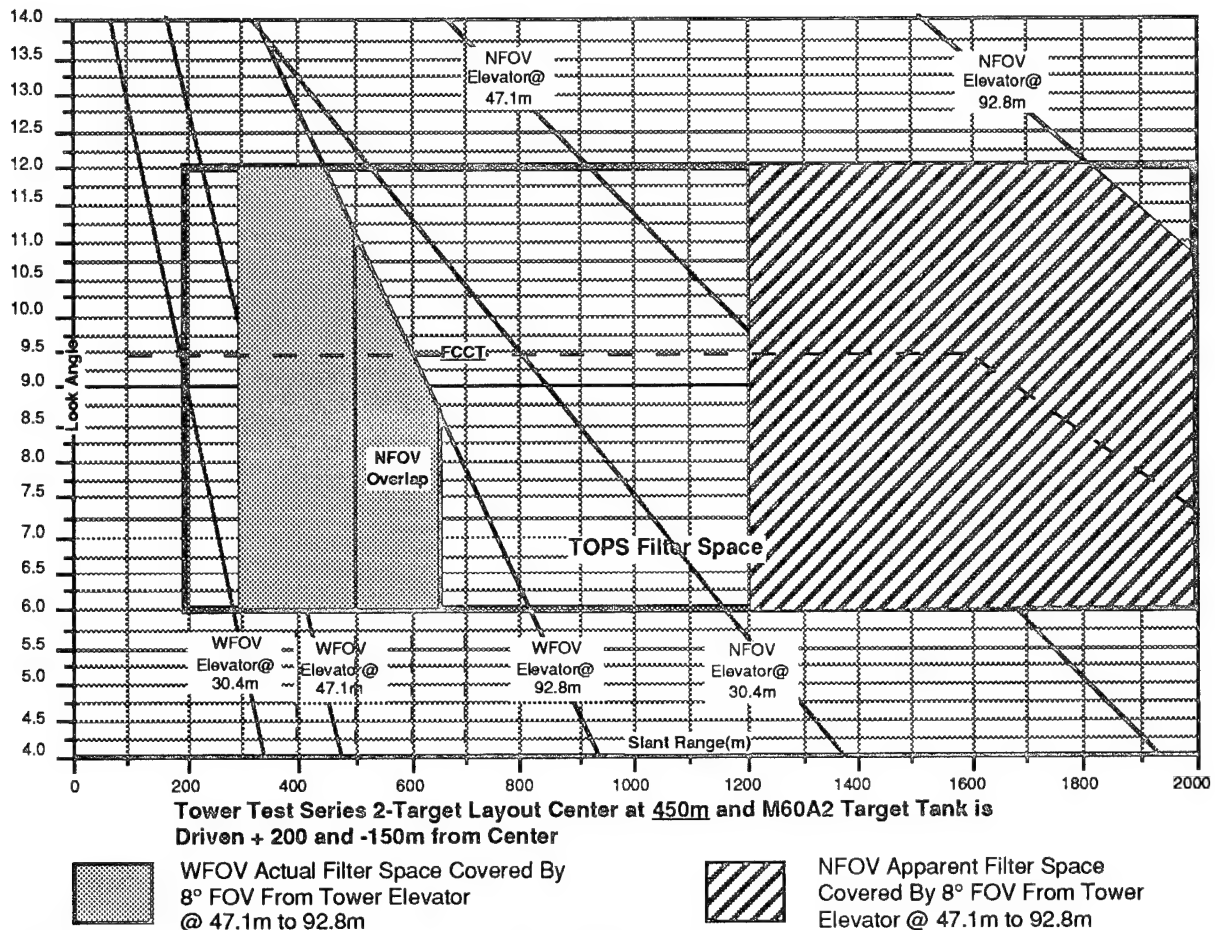 14.0
13.5
13.0
12.5
12.0
11.5
11.0
10.5
10.0
9.5
9.0
8.5
8.0
7.5
7.0
6.5
6.0
5.5
5.0
4.5
4.0
Look Angle
NFOV
Elevator@
47.1m
NFOV
Elevator@
92.8m
FCCT
NFOV
Overlap
TOPS Filter Space
WFOV
Elevator@
30.4m
WFOV
Elevator@
47.1m
WFOV
Elevator@
92.8m
NFOV
Elevator@
30.4m
Slant Range(m)
0 200 400 600 800 1000 1200 1400 1600 1800 2000
Tower Test Series 2-Target Layout Center at 450m and M60A2 Target Tank is
Driven + 200 and -150m from Center
WFOV Actual Filter Space Covered By
8° FOV From Tower Elevator
@ 47.1m to 92.8m
NFOV Apparent Filter Space
Covered By 8° FOV From Tower
Elevator @ 47.1m to 92.8m